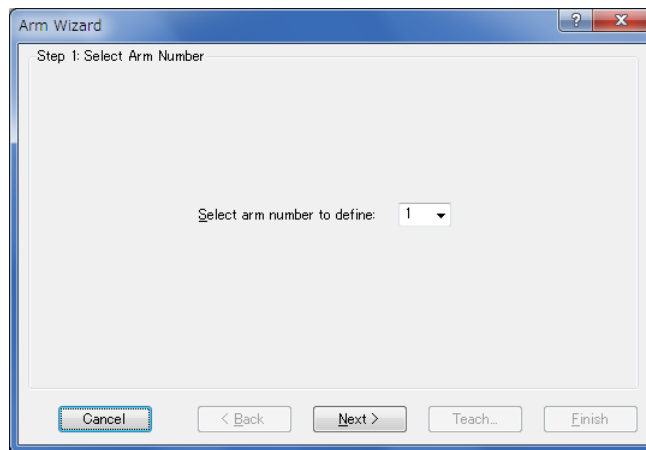 Arm Wizard
?
Step 1: Select Arm Number
Select arm number to define: 1
Cancel < Back Next > Teach... Finish